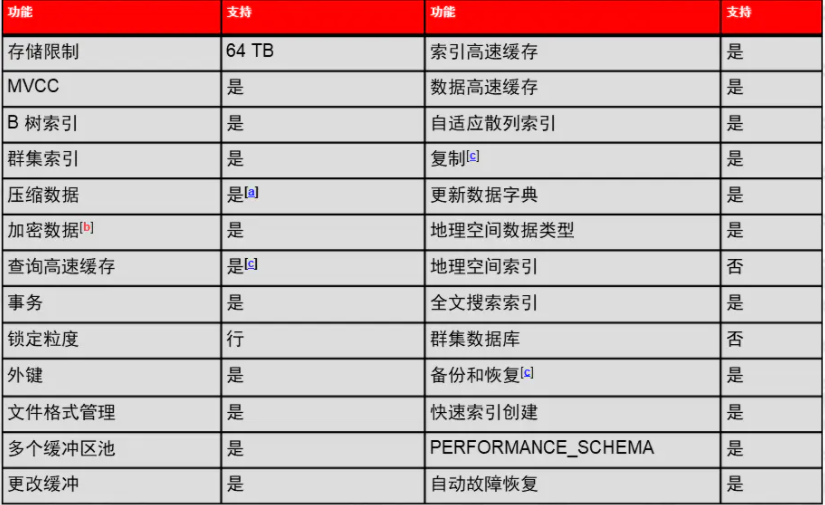 功能 支持 功能 支持
存储限制 64 TB 索引高速缓存 是
MVCC 是 数据高速缓存 是
B 树索引 是 自适应散列索引 是
群集索引 是 复制[c] 是
压缩数据 是[a] 更新数据字典 是
加密数据[b] 是 地理空间数据类型 是
查询高速缓存 是[c] 地理空间索引 否
事务 是 全文搜索索引 是
锁定粒度 行 群集数据库 否
外键 是 备份和恢复[c] 是
文件格式管理 是 快速索引创建 是
多个缓冲区池 是 PERFORMANCE_SCHEMA 是
更改缓冲 是 自动故障恢复 是